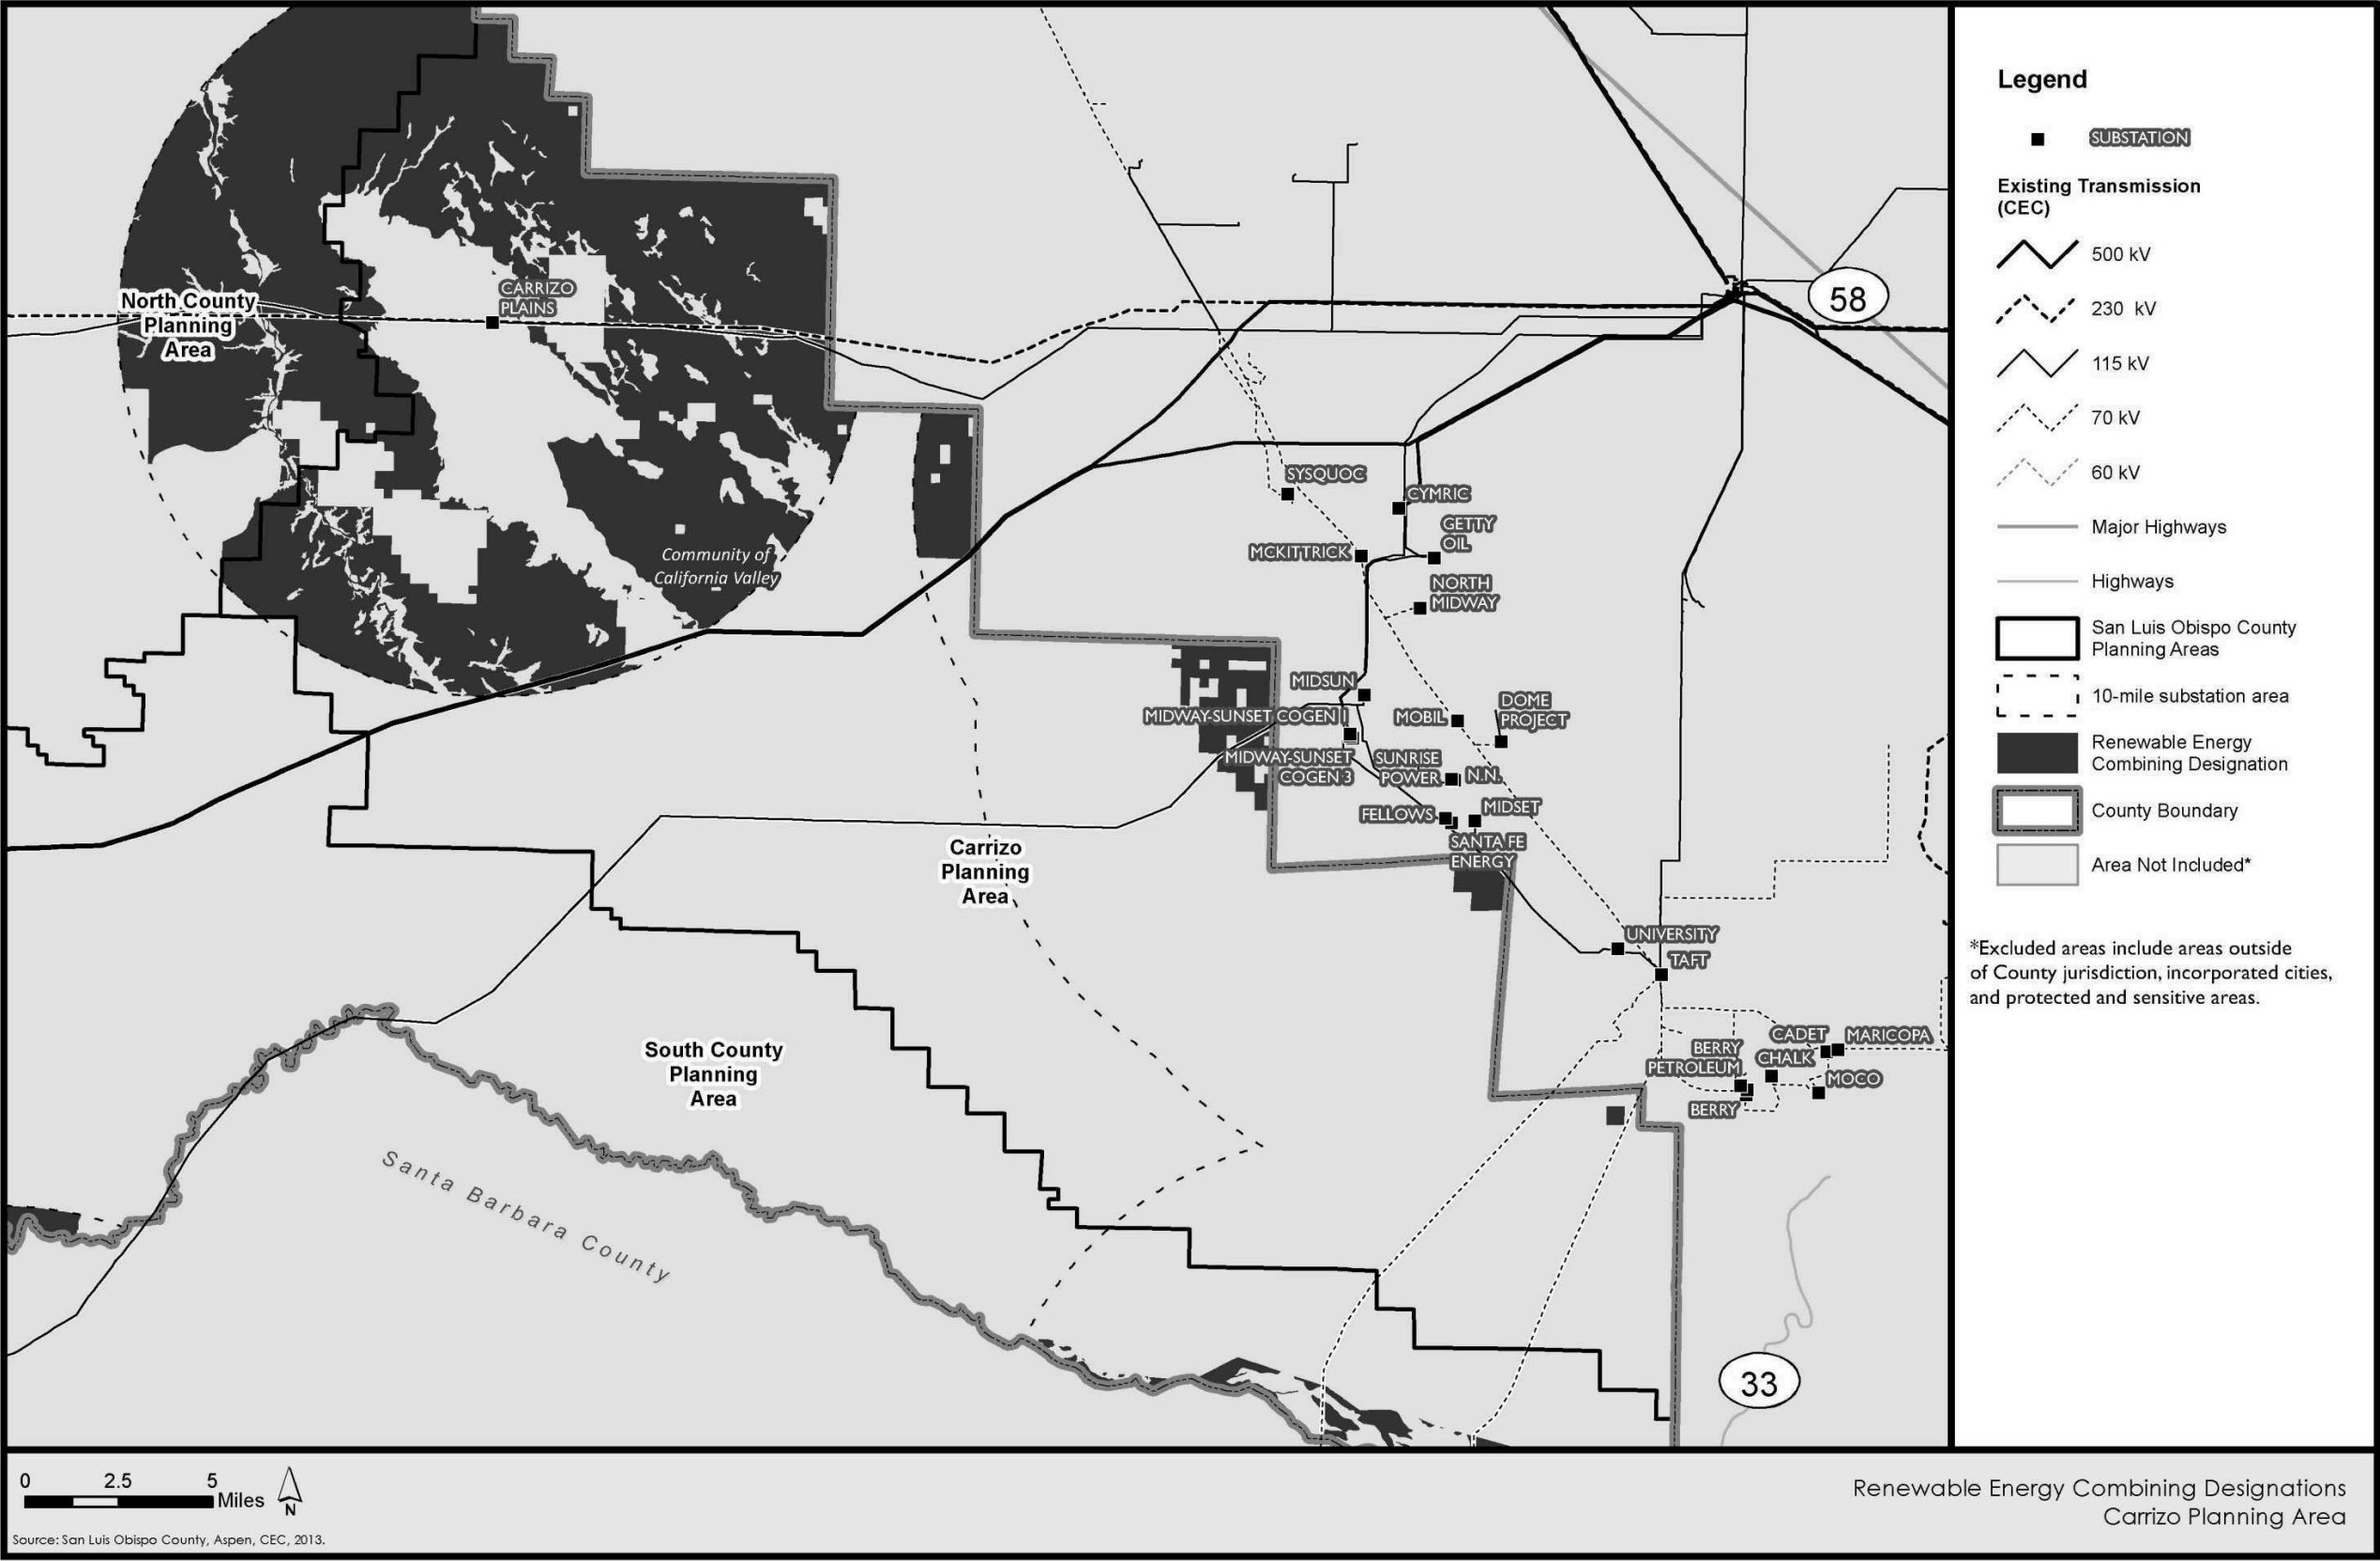 North County
Planning
Area
CARRIZO
PLAINS
Community of
California Valley
58
SYSQUOC
CYMRIC
GETTY
OIL
MCKITTRICK
NORTH
MIDWAY
MIDSUN
MIDWAY-SUNSET COGEN I
MOBIL
DOME
PROJECT
MIDWAY-SUNSET
COGEN 3
SUNRISE
POWER
N.N.
FELLOWS
MIDSET
SANTA FE
ENERGY
Carrizo
Planning
Area
UNIVERSITY
TAFT
South County
Planning
Area
CADET
MARICOPA
BERRY
PETROLEUM
CHALK
MOCO
BERRY
Santa Barbara County
33
Legend
SUBSTATION
Existing Transmission
(CEC)
500 kV
230 kV
115 kV
70 kV
60 kV
Major Highways
Highways
San Luis Obispo County
Planning Areas
10-mile substation area
Renewable Energy
Combining Designation
County Boundary
Area Not Included*
*Excluded areas include areas outside
of County jurisdiction, incorporated cities,
and protected and sensitive areas.
0 2.5 5
Miles
N
Source: San Luis Obispo County, Aspen, CEC, 2013.
Renewable Energy Combining Designations
Carrizo Planning Area